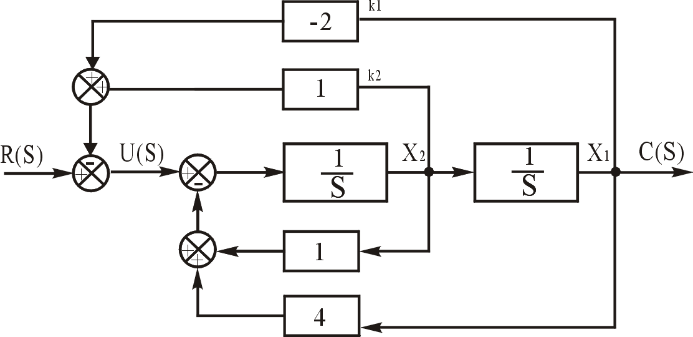 -2
k1
1
k2
R(S)
+
+
+
-
U(S)
+
-
1
S
X2
1
S
X1
C(S)
+
+
1
4